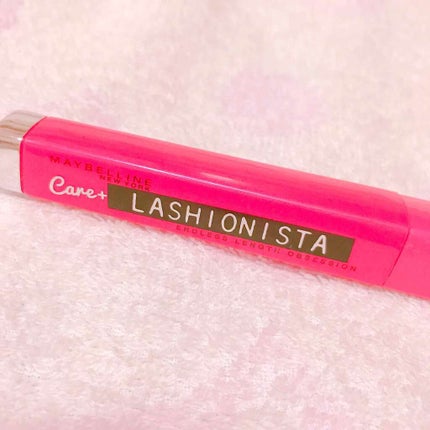 MAYBELLINE
NEW YORK
Care+ LASHIONISTA
ENDLESS LENGTH OBSESSION